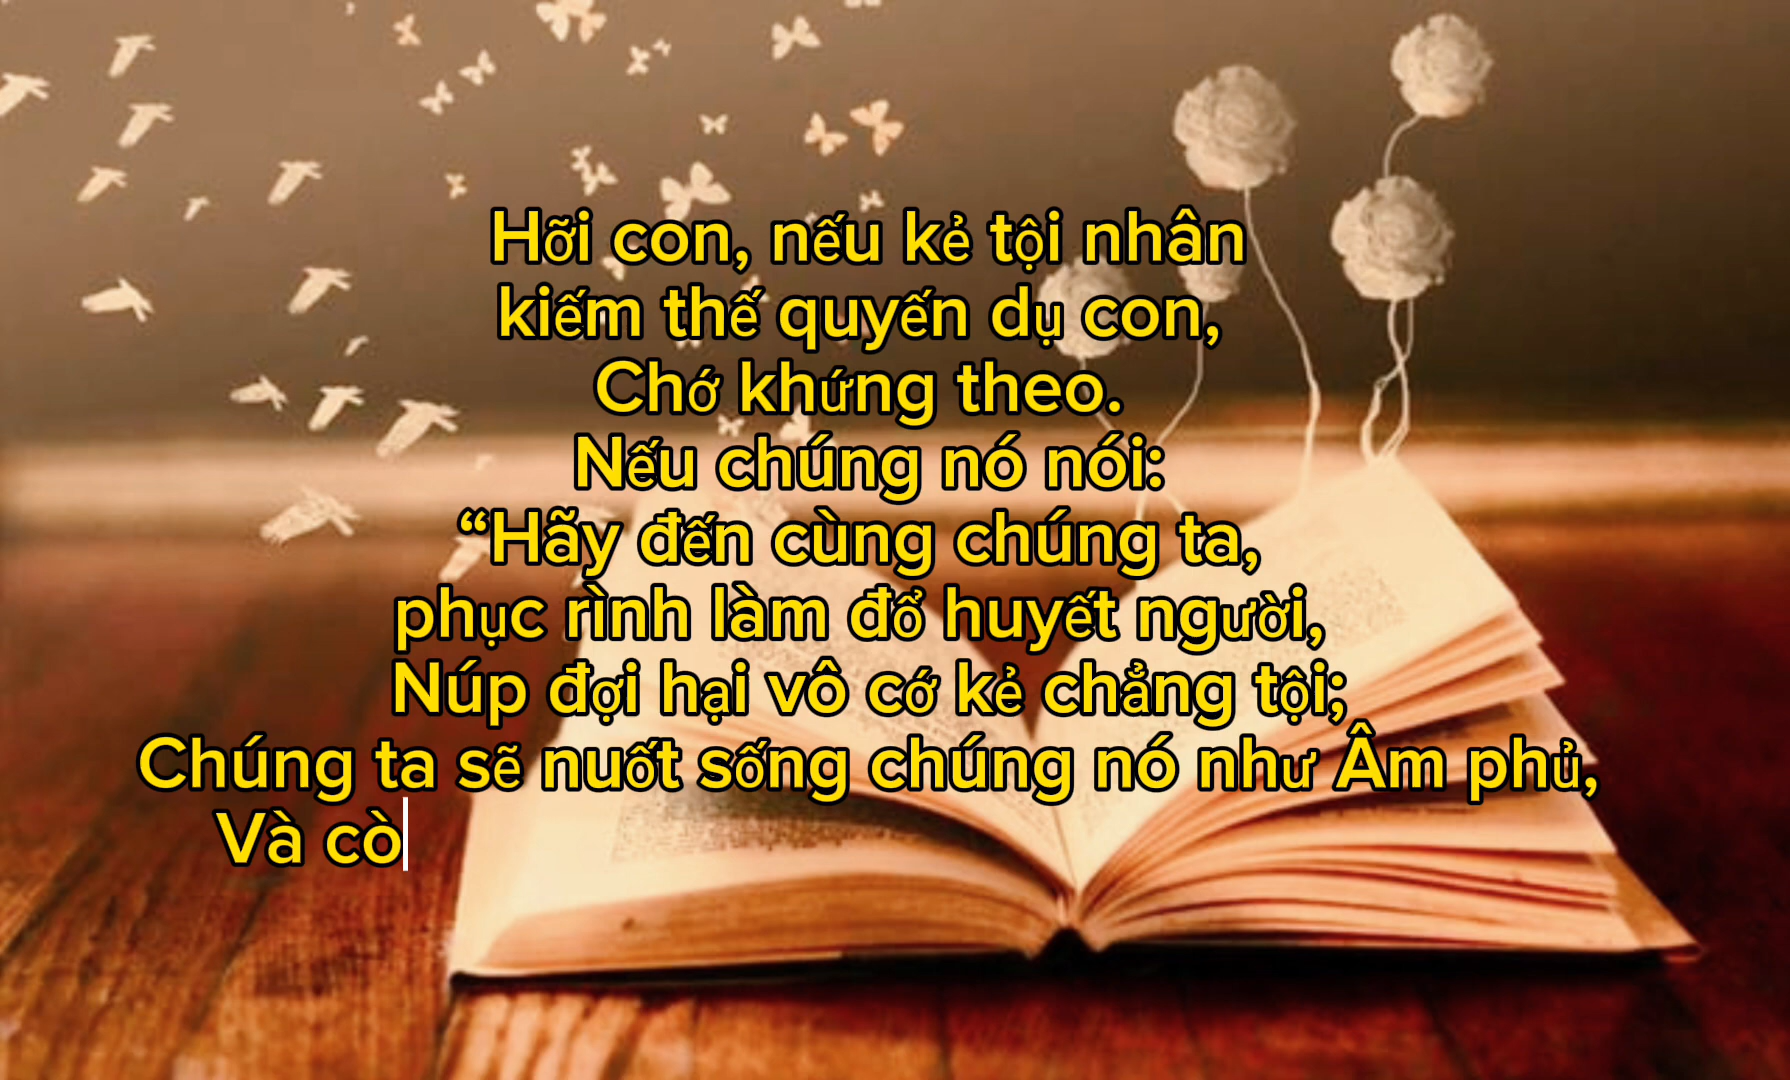 Hỡi con, nếu kẻ tội nhân
kiếm thế quyến dụ con,
Chớ khứng theo.
Nếu chúng nó nói:
“Hãy đến cùng chúng ta,
phục rình làm đổ huyết người,
Núp đợi hại vô cớ kẻ chẳng tội;
Chúng ta sẽ nuốt sống chúng nó như Âm phủ,
Và cò